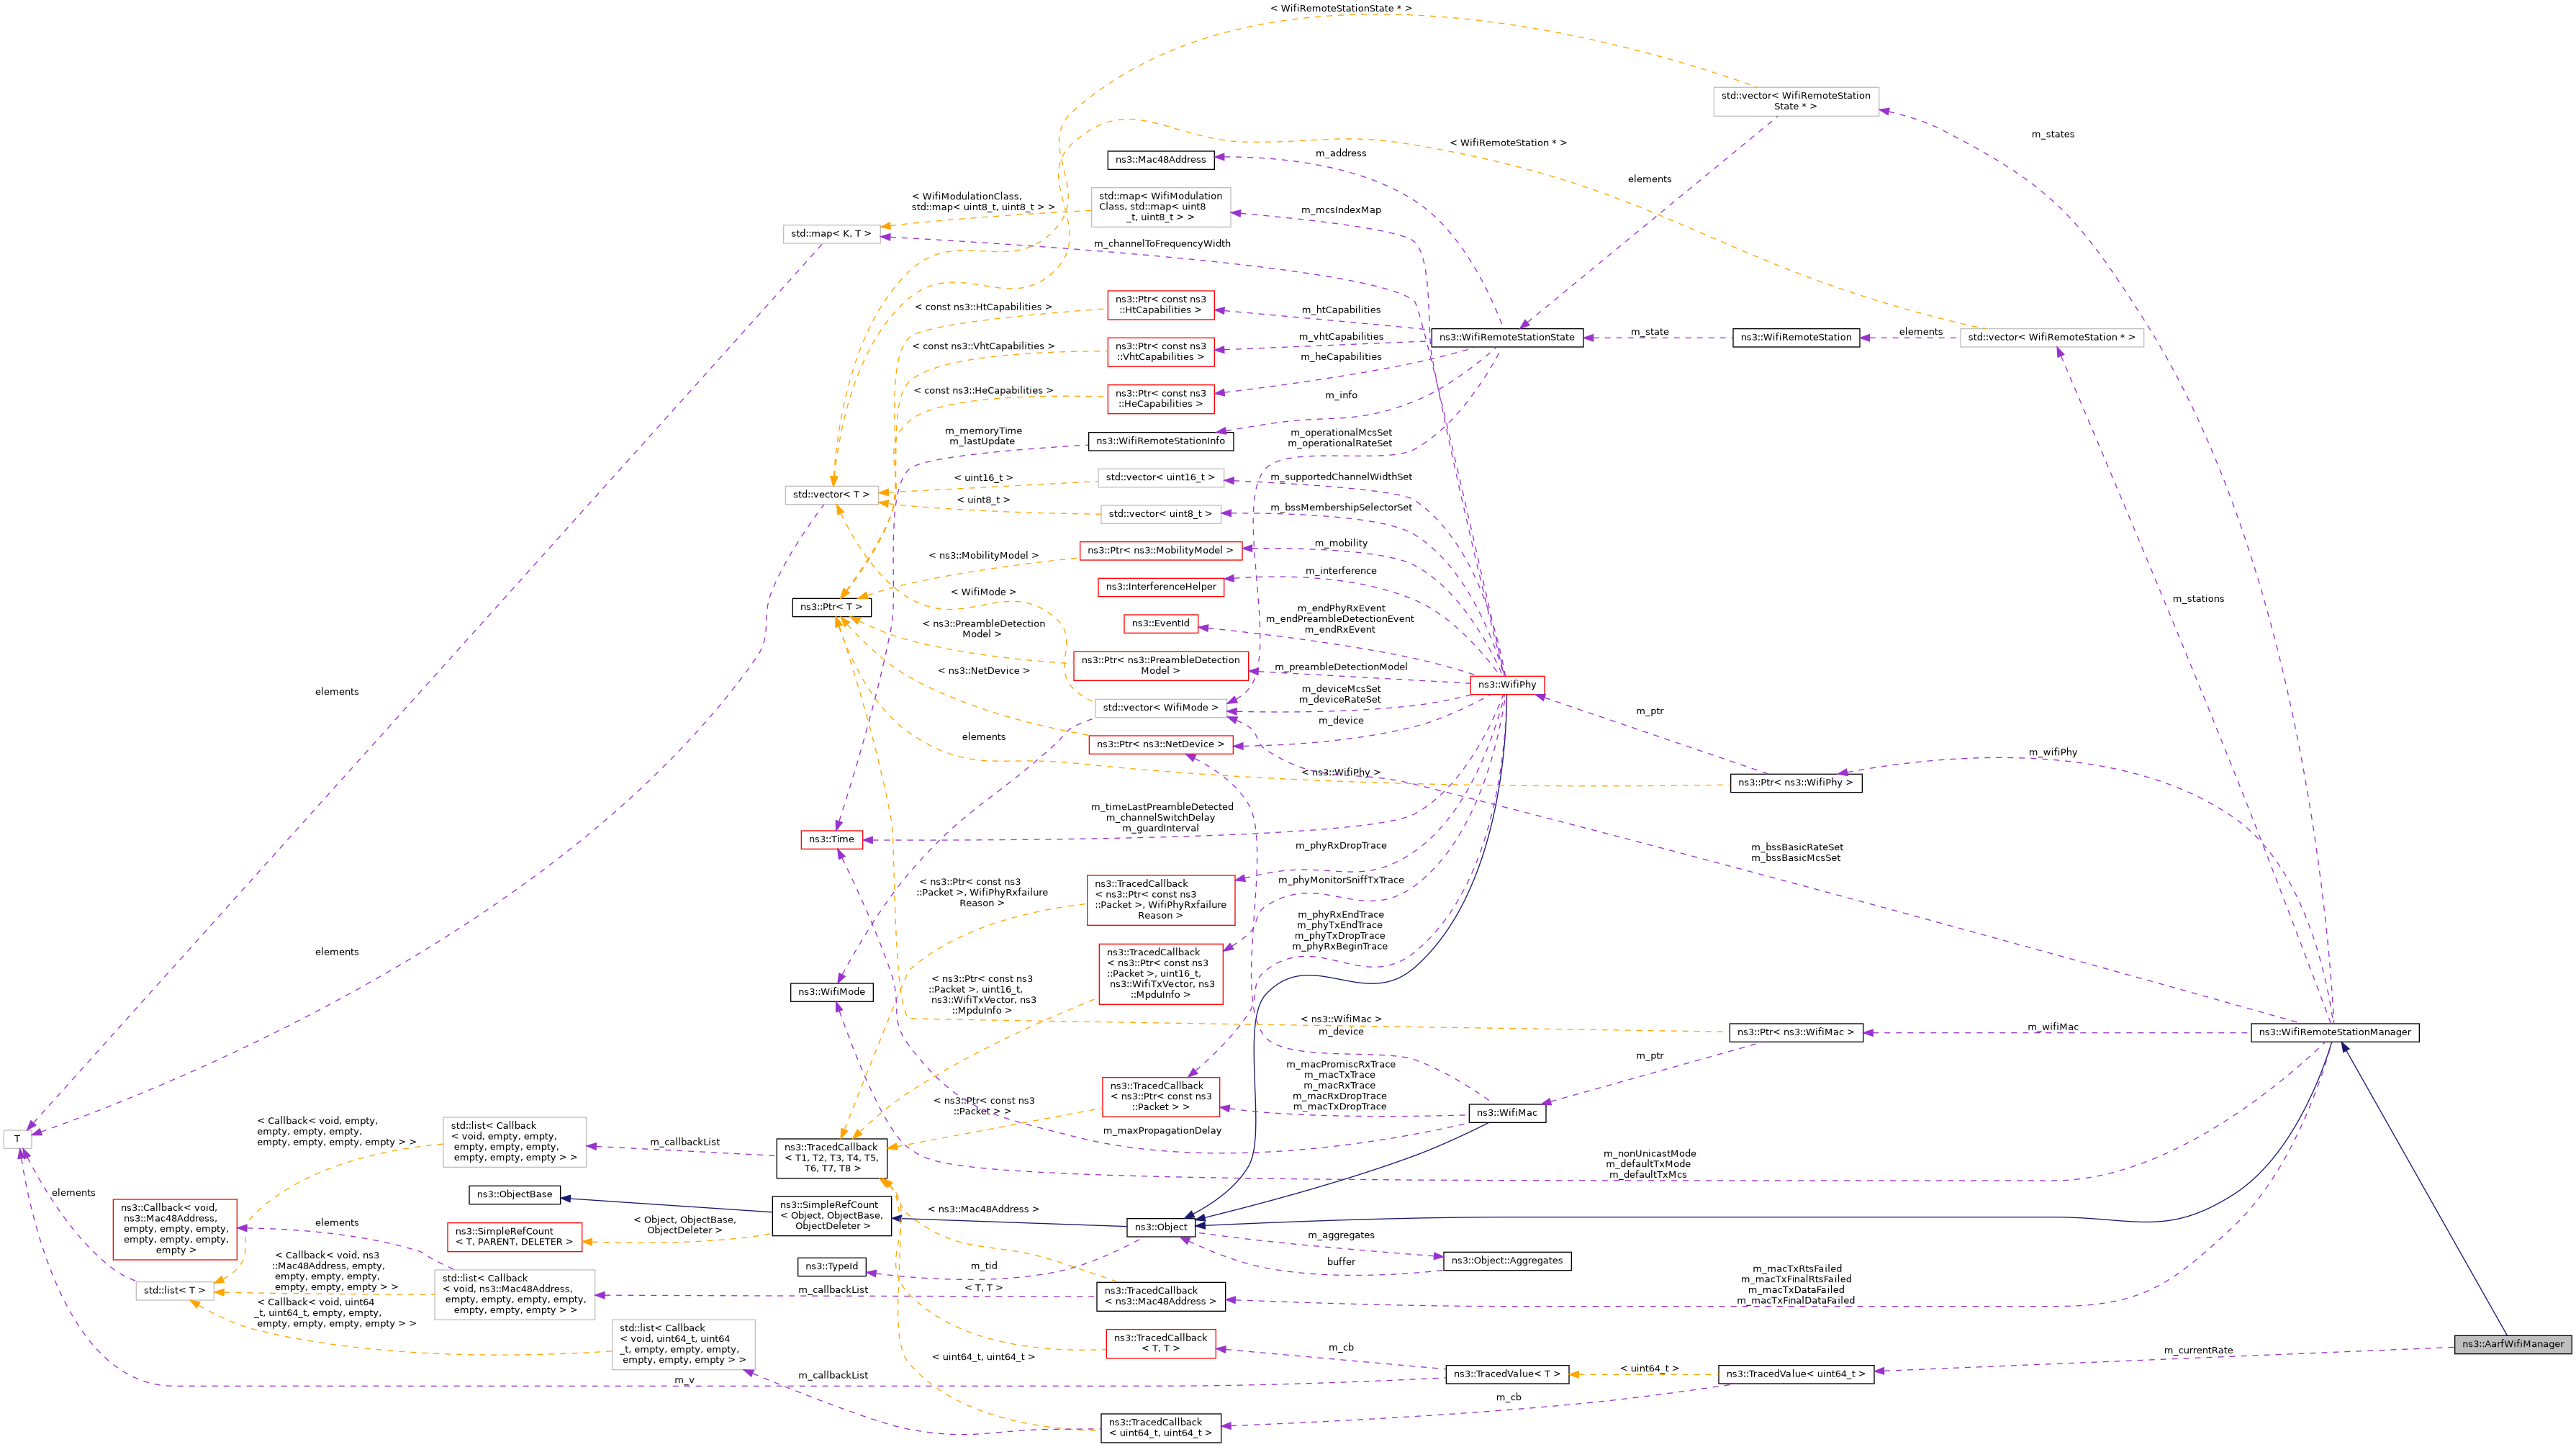 < WifiRemoteStationState * >
std::vector< WifiRemoteStation
State * >
m_states
< WifiRemoteStation * >
ns3::Mac48Address
m_address
elements
std::map< WifiModulation
Class, std::map< uint8
_t, uint8_t > >
< WifiModulationClass,
std::map< uint8_t, uint8_t > >
m_mcsIndexMap
std::map< K, T >
m_channelToFrequencyWidth
ns3::Ptr< const ns3
::HtCapabilities >
< const ns3::HtCapabilities >
m_htCapabilities
ns3::WifiRemoteStationState
m_state
ns3::WifiRemoteStation
elements
std::vector< WifiRemoteStation * >
< const ns3::VhtCapabilities >
ns3::Ptr< const ns3
::VhtCapabilities >
m_vhtCapabilities
m_heCapabilities
< const ns3::HeCapabilities >
ns3::Ptr< const ns3
::HeCapabilities >
m_info
m_memoryTime
m_lastUpdate
ns3::WifiRemoteStationInfo
m_operationalMcsSet
m_operationalRateSet
< uint16_t >
std::vector< uint16_t >
m_supportedChannelWidthSet
std::vector< T >
< uint8_t >
std::vector< uint8_t >
m_bssMembershipSelectorSet
< ns3::MobilityModel >
ns3::Ptr< ns3::MobilityModel >
m_mobility
ns3::InterferenceHelper
m_interference
ns3::Ptr< T >
< WifiMode >
m_stations
ns3::EventId
m_endPhyRxEvent
m_endPreambleDetectionEvent
m_endRxEvent
< ns3::PreambleDetection
Model >
ns3::Ptr< ns3::PreambleDetection
Model >
m_preambleDetectionModel
< ns3::NetDevice >
ns3::WifiPhy
elements
std::vector< WifiMode >
m_deviceMcsSet
m_deviceRateSet
m_ptr
m_device
elements
ns3::Ptr< ns3::NetDevice >
m_wifiPhy
< ns3::WifiPhy >
ns3::Ptr< ns3::WifiPhy >
m_timeLastPreambleDetected
m_channelSwitchDelay
m_guardInterval
ns3::Time
m_phyRxDropTrace
m_bssBasicRateSet
m_bssBasicMcsSet
< ns3::Ptr< const ns3
::Packet >, WifiPhyRxfailure
Reason >
ns3::TracedCallback
< ns3::Ptr< const ns3
::Packet >, WifiPhyRxfailure
Reason >
m_phyMonitorSniffTxTrace
m_phyRxEndTrace
m_phyTxEndTrace
m_phyTxDropTrace
m_phyRxBeginTrace
elements
ns3::TracedCallback
< ns3::Ptr< const ns3
::Packet >, uint16_t,
ns3::WifiTxVector, ns3
::MpduInfo >
< ns3::Ptr< const ns3
::Packet >, uint16_t,
ns3::WifiTxVector, ns3
::MpduInfo >
ns3::WifiMode
< ns3::WifiMac >
m_device
ns3::Ptr< ns3::WifiMac >
m_wifiMac
ns3::WifiRemoteStationManager
m_ptr
m_macPromiscRxTrace
m_macTxTrace
m_macRxTrace
m_macRxDropTrace
m_macTxDropTrace
ns3::TracedCallback
< ns3::Ptr< const ns3
::Packet > >
< ns3::Ptr< const ns3
::Packet > >
ns3::WifiMac
m_maxPropagationDelay
T
< Callback< void, empty,
empty, empty, empty,
empty, empty, empty, empty > >
std::list< Callback
< void, empty, empty,
empty, empty, empty,
empty, empty, empty > >
m_callbackList
ns3::TracedCallback
< T1, T2, T3, T4, T5,
T6, T7, T8 >
m_nonUnicastMode
m_defaultTxMode
m_defaultTxMcs
elements
ns3::ObjectBase
ns3::Callback< void,
ns3::Mac48Address,
empty, empty, empty,
empty, empty, empty,
empty >
elements
ns3::SimpleRefCount
< T, PARENT, DELETER >
< Object, ObjectBase,
ObjectDeleter >
ns3::SimpleRefCount
< Object, ObjectBase,
ObjectDeleter >
< ns3::Mac48Address >
ns3::Object
m_aggregates
ns3::Object::Aggregates
buffer
< Callback< void, ns3
::Mac48Address, empty,
empty, empty, empty,
empty, empty, empty > >
ns3::TypeId
m_tid
std::list< T >
std::list< Callback
< void, ns3::Mac48Address,
empty, empty, empty, empty,
empty, empty, empty > >
m_callbackList
< T, T >
ns3::TracedCallback
< ns3::Mac48Address >
m_macTxRtsFailed
m_macTxFinalRtsFailed
m_macTxDataFailed
m_macTxFinalDataFailed
< Callback< void, uint64
_t, uint64_t, empty, empty,
empty, empty, empty, empty > >
std::list< Callback
< void, uint64_t, uint64
_t, empty, empty, empty,
empty, empty, empty > >
ns3::TracedCallback
< T, T >
m_cb
ns3::AarfWifiManager
m_currentRate
< uint64_t, uint64_t >
m_callbackList
m_v
ns3::TracedValue< T >
< uint64_t >
ns3::TracedValue< uint64_t >
m_cb
ns3::TracedCallback
< uint64_t, uint64_t >